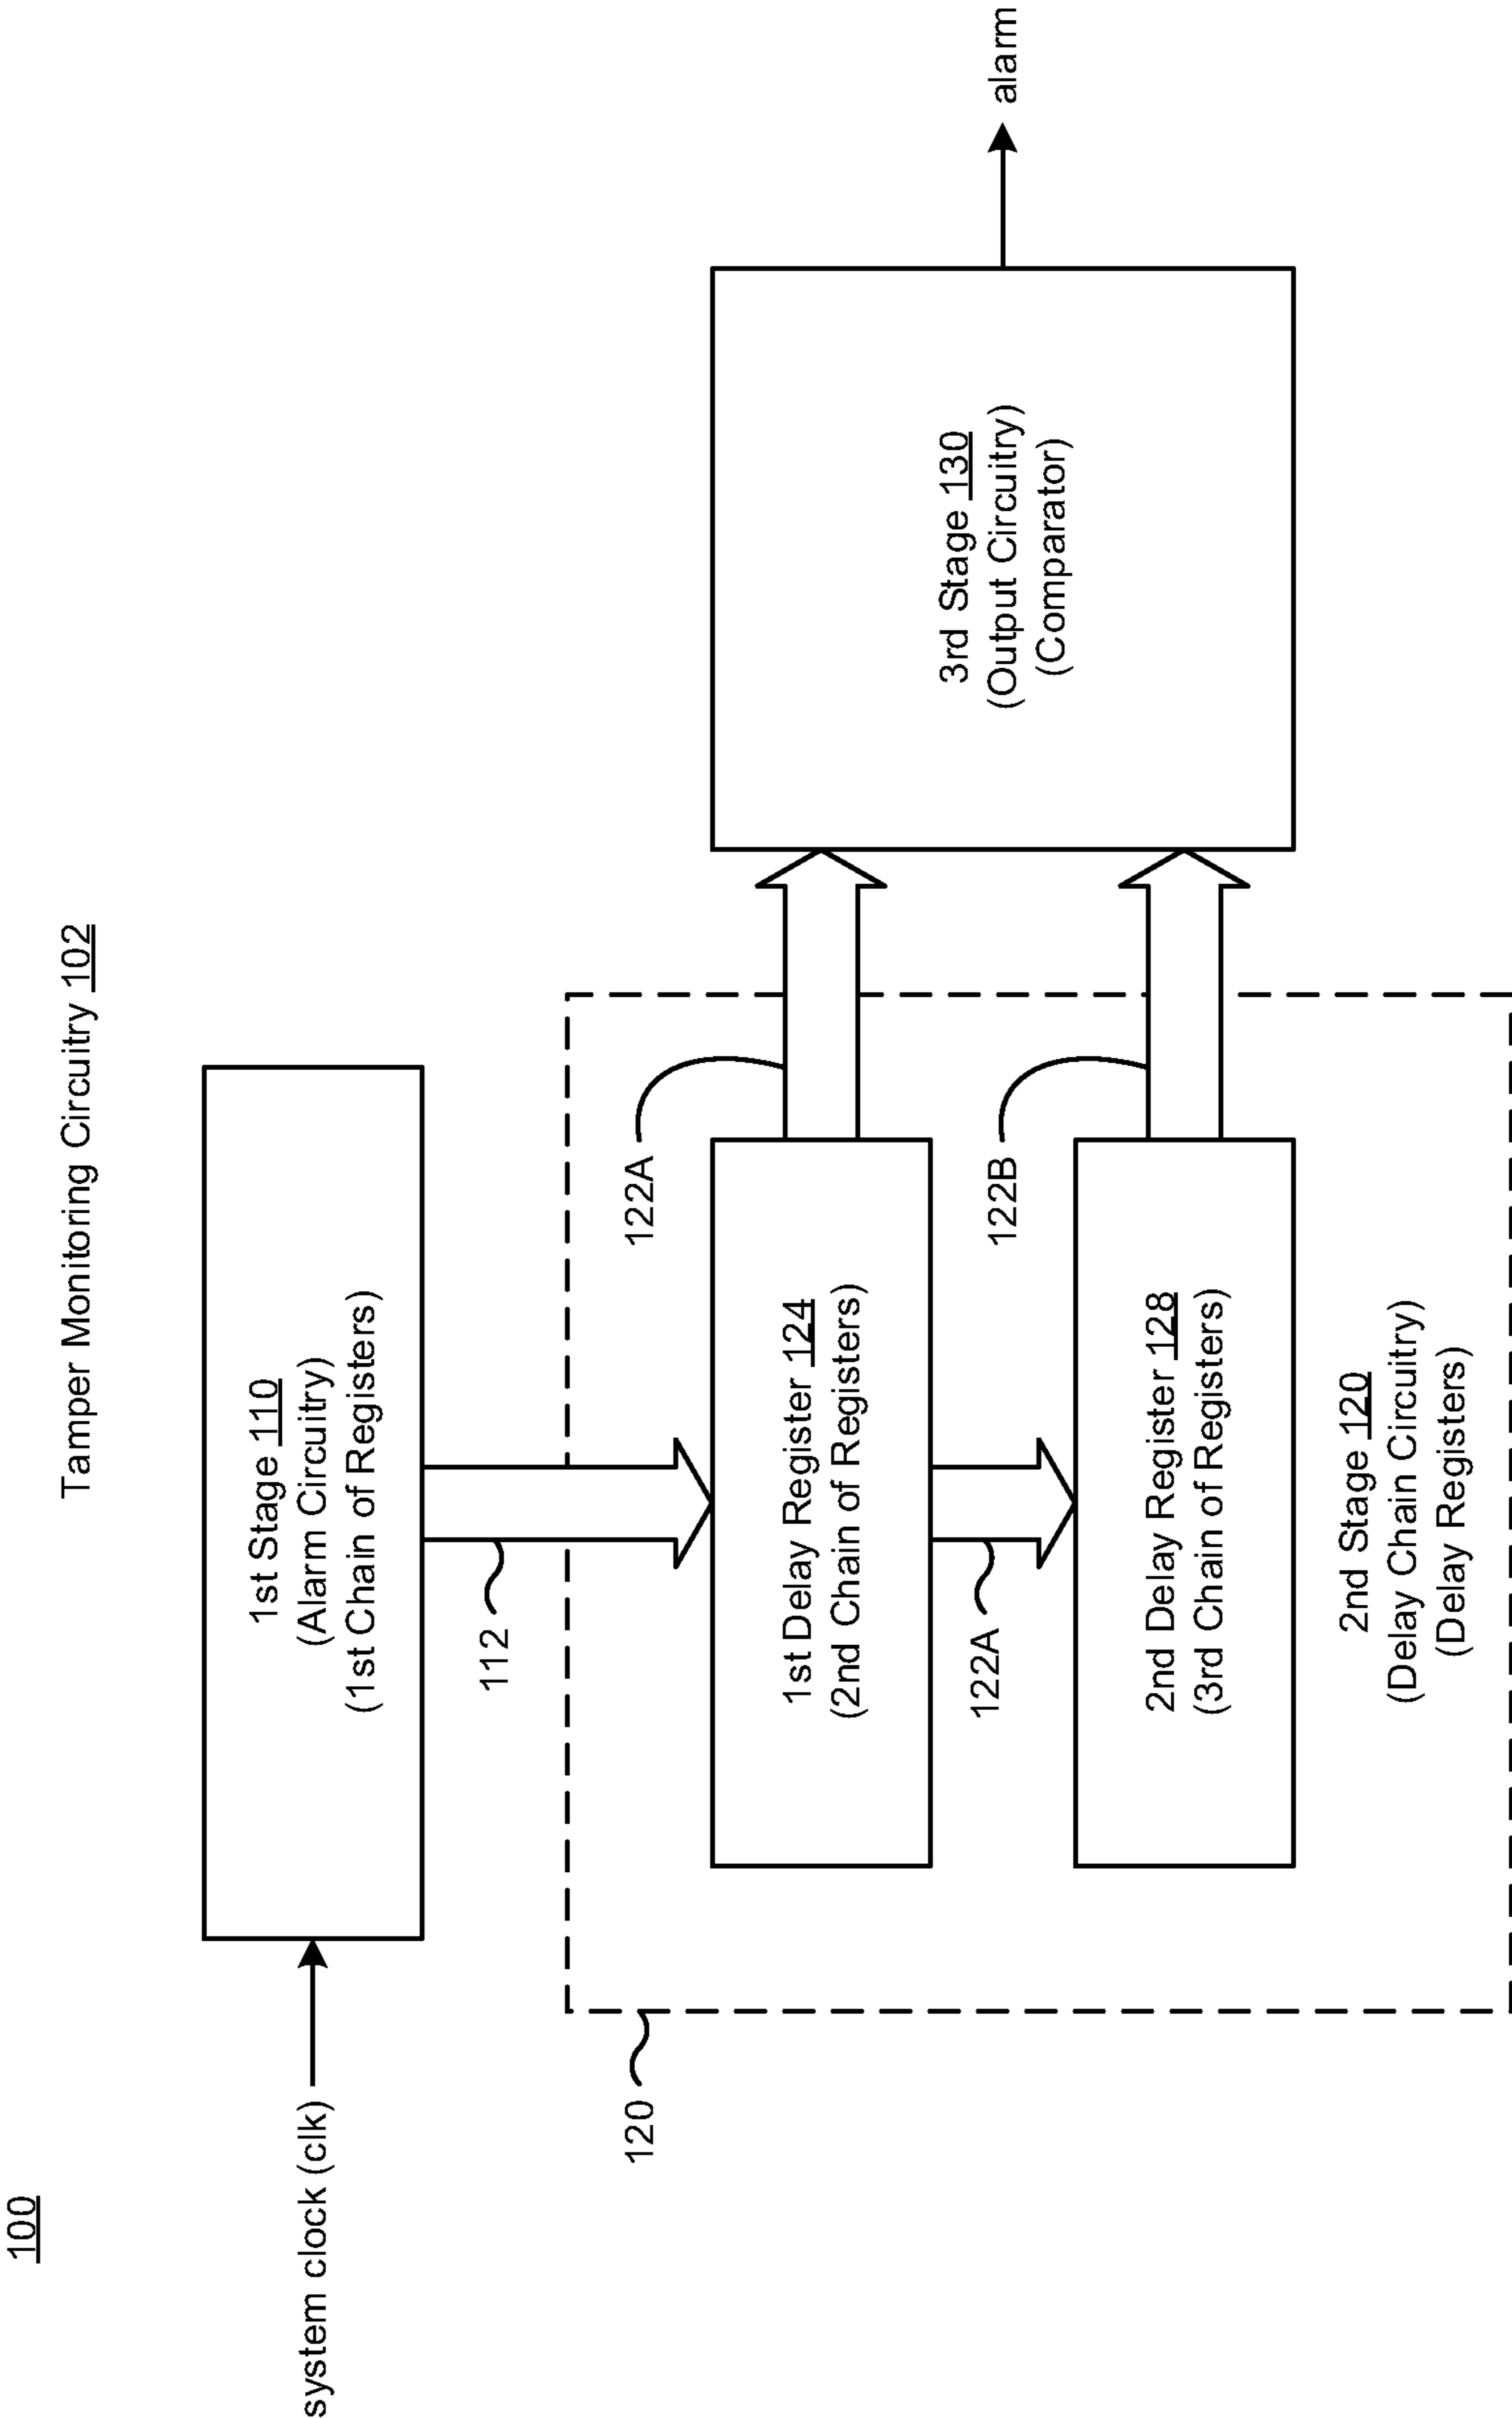 100
Tamper Monitoring Circuitry 102
system clock (clk)
1st Stage 110
(Alarm Circuitry)
(1st Chain of Registers)
112
120
122A
1st Delay Register 124
(2nd Chain of Registers)
122A
122B
2nd Delay Register 128
(3rd Chain of Registers)
2nd Stage 120
(Delay Chain Circuitry)
(Delay Registers)
3rd Stage 130
(Output Circuitry)
(Comparator)
alarm